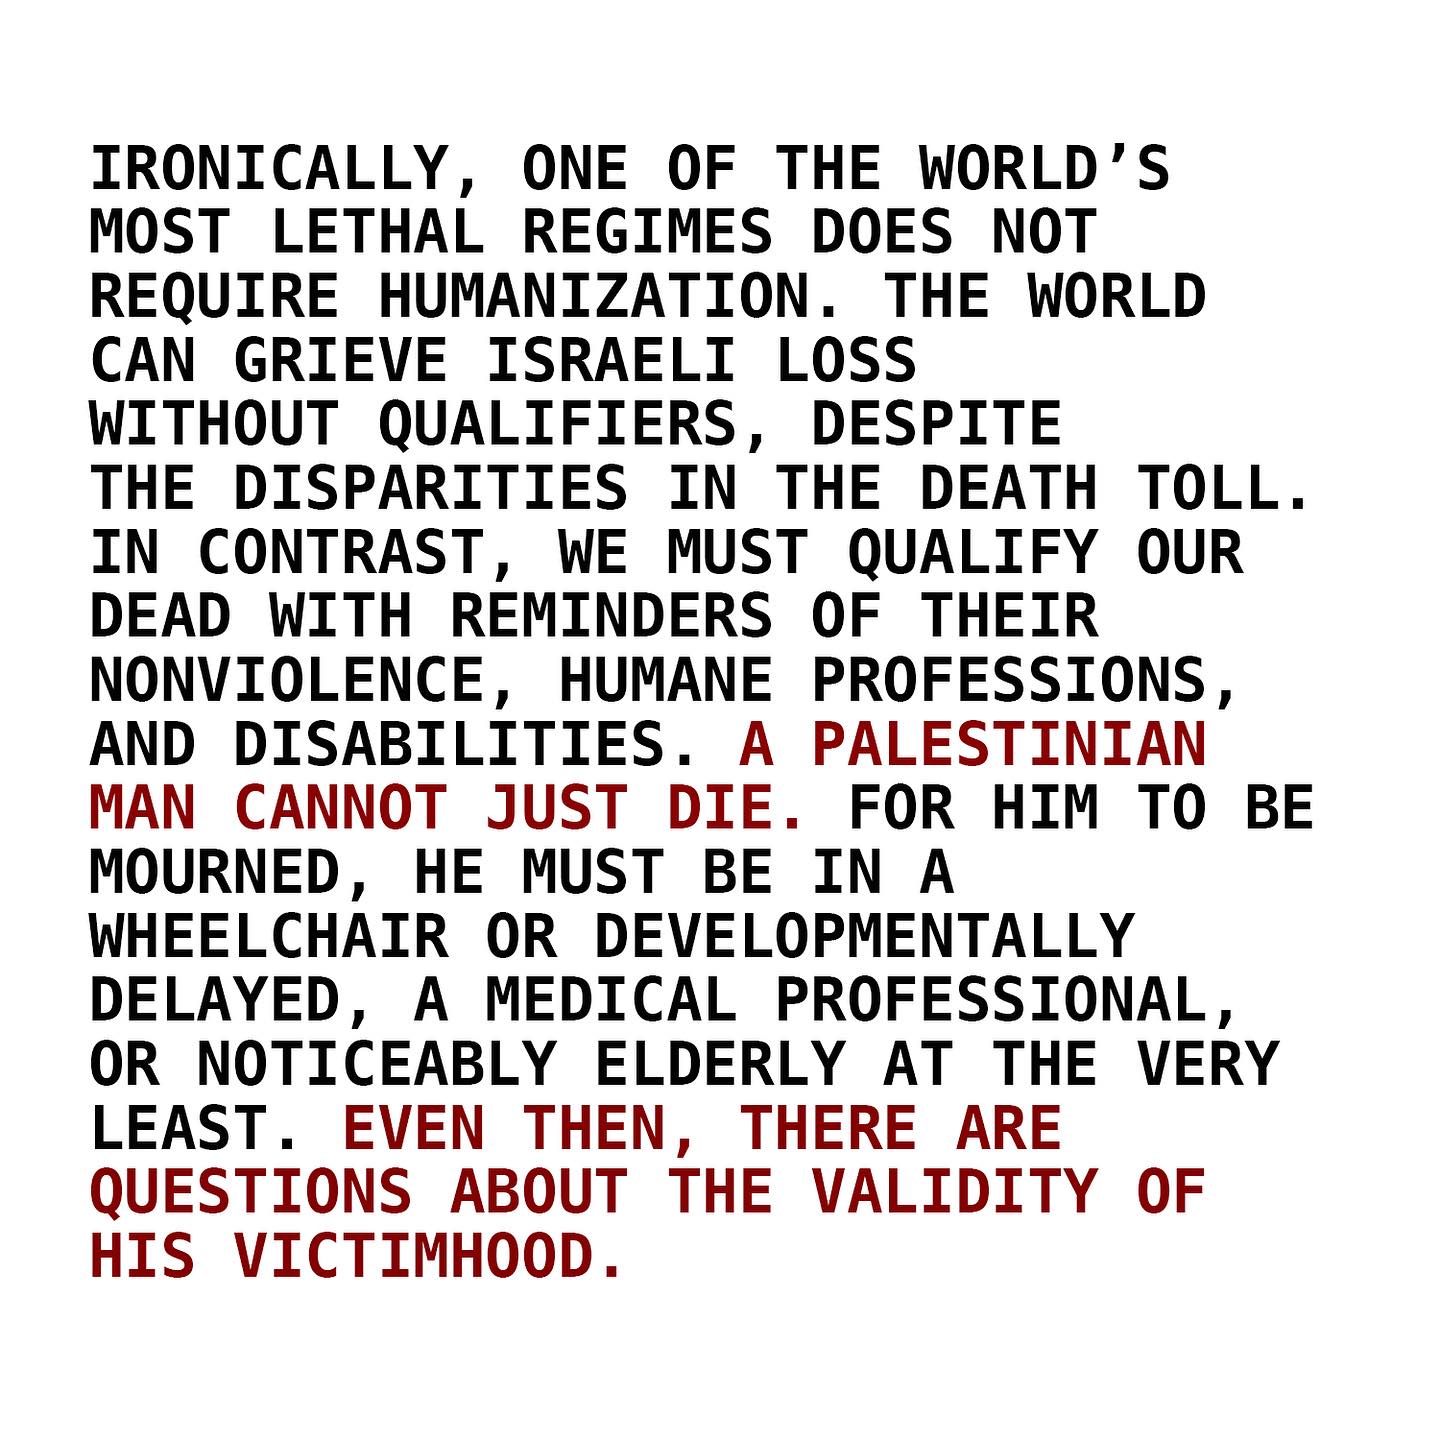 IRONICALLY, ONE OF THE WORLD’S
MOST LETHAL REGIMES DOES NOT
REQUIRE HUMANIZATION. THE WORLD
CAN GRIEVE ISRAELI LOSS
WITHOUT QUALIFIERS, DESPITE
THE DISPARITIES IN THE DEATH TOLL.
IN CONTRAST, WE MUST QUALIFY OUR
DEAD WITH REMINDERS OF THEIR
NONVIOLENCE, HUMANE PROFESSIONS,
AND DISABILITIES. A PALESTINIAN
MAN CANNOT JUST DIE. FOR HIM TO BE
MOURNED, HE MUST BE IN A
WHEELCHAIR OR DEVELOPMENTALLY
DELAYED, A MEDICAL PROFESSIONAL,
OR NOTICEABLY ELDERLY AT THE VERY
LEAST. EVEN THEN, THERE ARE
QUESTIONS ABOUT THE VALIDITY OF
HIS VICTIMHOOD.